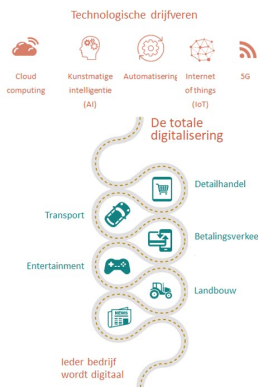 Technologische drijfveren
Cloud
computing
Kunstmatige
intelligentie
(AI)
Automatisering
Internet
of things
(IoT)
5G
De totale
digitalisering
Detailhandel
Transport
Betalingsverkee
Entertainment
Landbouw
NEWS
Ieder bedrijf
wordt digitaal